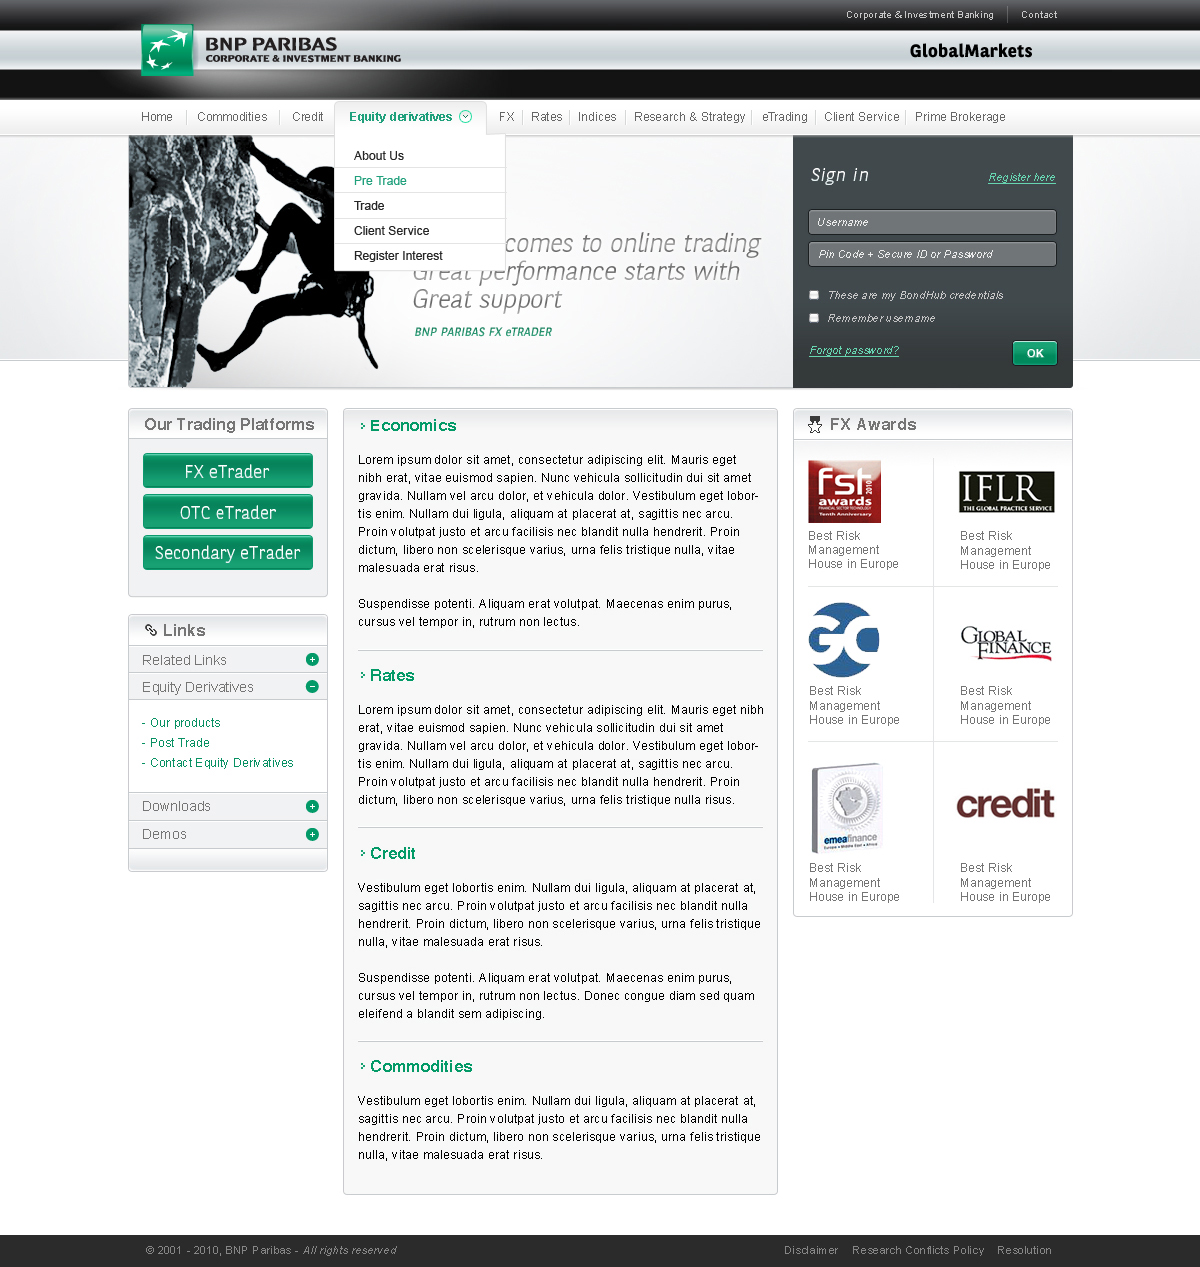 Corporate & Investment Banking
Contact
BNP PARIBAS
CORPORATE & INVESTMENT BANKING
GlobalMarkets
Home
Commodities
Credit
Equity derivatives
FX
Rates
Indices
Research & Strategy
eTrading
Client Service
Prime Brokerage
About Us
Pre Trade
Trade
Client Service
Register Interest
comes to online trading
Great performance starts with
Great support
BNP PARIBAS FX eTRADER
Sign in
Register here
Username
Pin Code + Secure ID or Password
These are my BondHub credentials
Remember username
Forgot password?
OK
Our Trading Platforms
FX eTrader
OTC eTrader
Secondary eTrader
Links
Related Links
Equity Derivatives
- Our products
- Post Trade
- Contact Equity Derivatives
Downloads
Demos
Economics
Lorem ipsum dolor sit amet, consectetur adipiscing elit. Mauris eget
nibh erat, vitae euismod sapien. Nunc vehicula sollicitudin dui sit amet
gravida. Nullam vel arcu dolor, et vehicula dolor. Vestibulum eget lobor-
tis enim. Nullam dui ligula, aliquam at placerat at, sagittis nec arcu.
Proin volutpat justo et arcu facilisis nec blandit nulla hendrerit. Proin
dictum, libero non scelerisque varius, urna felis tristique nulla, vitae
malesuada erat risus.
Suspendisse potenti. Aliquam erat volutpat. Maecenas enim purus,
cursus vel tempor in, rutrum non lectus.
Rates
Lorem ipsum dolor sit amet, consectetur adipiscing elit. Mauris eget nibh
erat, vitae euismod sapien. Nunc vehicula sollicitudin dui sit amet
gravida. Nullam vel arcu dolor, et vehicula dolor. Vestibulum eget lobor-
tis enim. Nullam dui ligula, aliquam at placerat at, sagittis nec arcu.
Proin volutpat justo et arcu facilisis nec blandit nulla hendrerit. Proin
dictum, libero non scelerisque varius, urna felis tristique nulla risus.
Credit
Vestibulum eget lobortis enim. Nullam dui ligula, aliquam at placerat at,
sagittis nec arcu. Proin volutpat justo et arcu facilisis nec blandit nulla
hendrerit. Proin dictum, libero non scelerisque varius, urna felis tristique
nulla, vitae malesuada erat risus.
Suspendisse potenti. Aliquam erat volutpat. Maecenas enim purus,
cursus vel tempor in, rutrum non lectus. Donec congue diam sed quam
eleifend a blandit sem adipiscing.
Commodities
Vestibulum eget lobortis enim. Nullam dui ligula, aliquam at placerat at,
sagittis nec arcu. Proin volutpat justo et arcu facilisis nec blandit nulla
hendrerit. Proin dictum, libero non scelerisque varius, urna felis tristique
nulla, vitae malesuada erat risus.
FX Awards
fst 2010
awards
FINANCIAL SECTOR TECHNOLOGY
Tenth Anniversary
Best Risk
Management
House in Europe
IFLR
THE GLOBAL PRACTICE SERVICE
Best Risk
Management
House in Europe
GC
Best Risk
Management
House in Europe
GLOBAL
FINANCE
Best Risk
Management
House in Europe
emeafinance
Europe • Middle East • Africa
Best Risk
Management
House in Europe
credit
Best Risk
Management
House in Europe
© 2001 - 2010, BNP Paribas - All rights reserved
Disclaimer
Research Conflicts Policy
Resolution